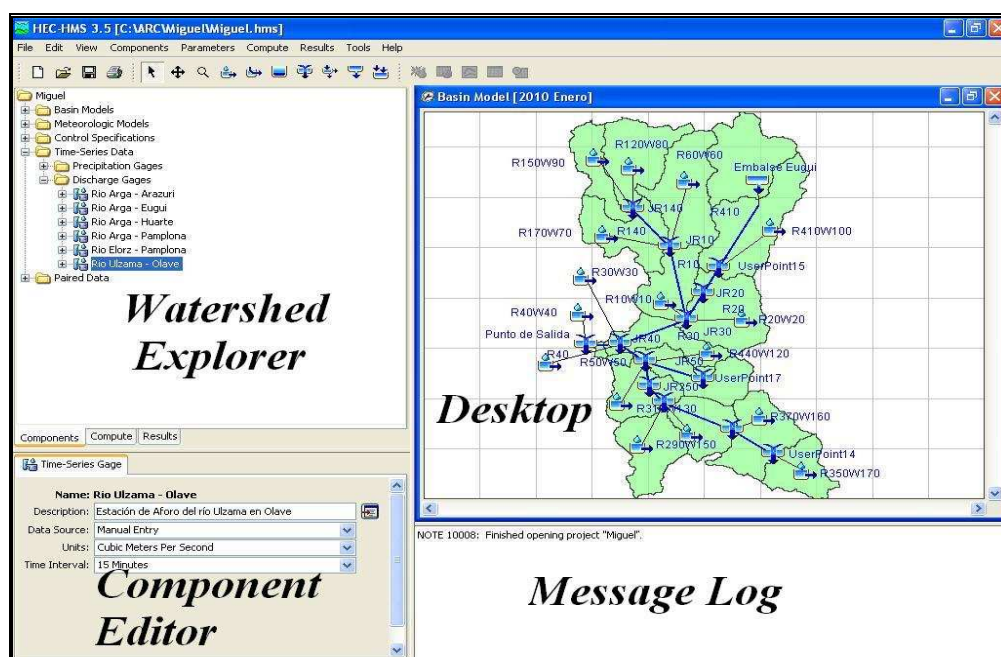 HEC-HMS 3.5 [C:\ARC\Miguel\Miguel.hms]
File Edit View Components Parameters Compute Results Tools Help
Miguel
Basin Models
Meteorologic Models
Control Specifications
Time-Series Data
Precipitation Gages
Discharge Gages
Rio Arga - Arazuri
Rio Arga - Eugui
Rio Arga - Huarte
Rio Arga - Pamplona
Rio Elorz - Pamplona
Rio Ulzama - Olave
Paired Data
Watershed
Explorer
Components Compute Results
Time-Series Gage
Name: Rio Ulzama - Olave
Description: Estación de Aforo del río Ulzama en Olave
Data Source: Manual Entry
Units: Cubic Meters Per Second
Time Interval: 15 Minutes
Component
Editor
Basin Model [2010 Enero]
R120W80
R150W90
R60W60
Embalse Eugui
JR140
R410
R170W70
R140
JR10
R410W100
R10
UserPoint15
R30W30
JR20
R10W10
R20
R40W40
R20W20
Punto de Salida
JR40
R30
JR30
R40
R50W50
JR50
R440W120
JR250
UserPoint17
R310W130
Desktop
R370W160
R290W150
UserPoint14
R350W170
NOTE 10008: Finished opening project "Miguel".
Message Log